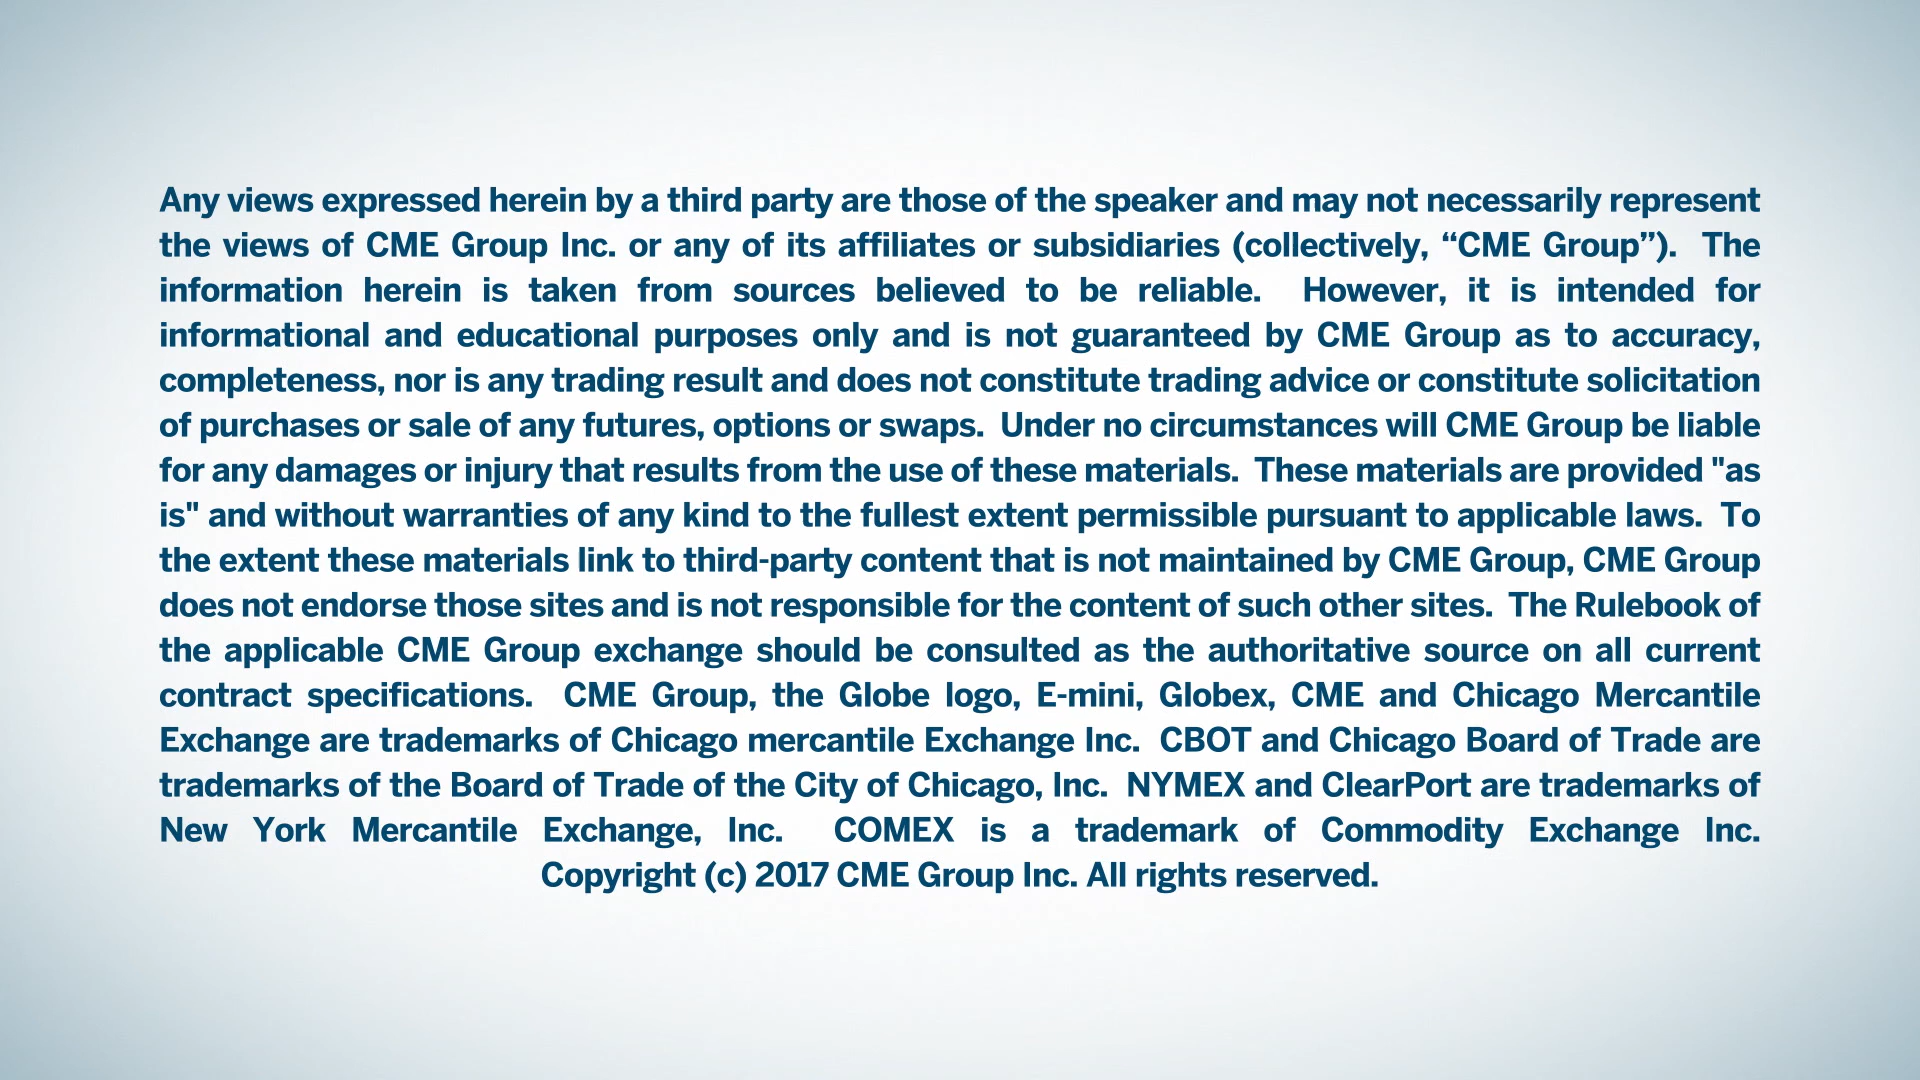 Any views expressed herein by a third party are those of the speaker and may not necessarily represent
the views of CME Group Inc. or any of its affiliates or subsidiaries (collectively, “CME Group”).  The
information herein is taken from sources believed to be reliable.  However, it is intended for
informational and educational purposes only and is not guaranteed by CME Group as to accuracy,
completeness, nor is any trading result and does not constitute trading advice or constitute solicitation
of purchases or sale of any futures, options or swaps.  Under no circumstances will CME Group be liable
for any damages or injury that results from the use of these materials.  These materials are provided "as
is" and without warranties of any kind to the fullest extent permissible pursuant to applicable laws.  To
the extent these materials link to third-party content that is not maintained by CME Group, CME Group
does not endorse those sites and is not responsible for the content of such other sites.  The Rulebook of
the applicable CME Group exchange should be consulted as the authoritative source on all current
contract specifications.  CME Group, the Globe logo, E-mini, Globex, CME and Chicago Mercantile
Exchange are trademarks of Chicago mercantile Exchange Inc.  CBOT and Chicago Board of Trade are
trademarks of the Board of Trade of the City of Chicago, Inc.  NYMEX and ClearPort are trademarks of
New York Mercantile Exchange, Inc.  COMEX is a trademark of Commodity Exchange Inc.
Copyright (c) 2017 CME Group Inc. All rights reserved.